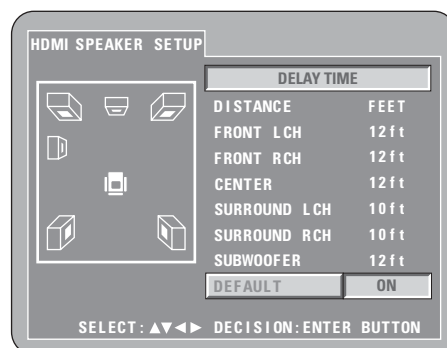 HDMI SPEAKER SETUP
DELAY TIME
DISTANCE FEET
FRONT LCH 12ft
FRONT RCH 12ft
CENTER 12ft
SURROUND LCH 10ft
SURROUND RCH 10ft
SUBWOOFER 12ft
DEFAULT ON
SELECT: ▲▼◄► DECISION:ENTER BUTTON